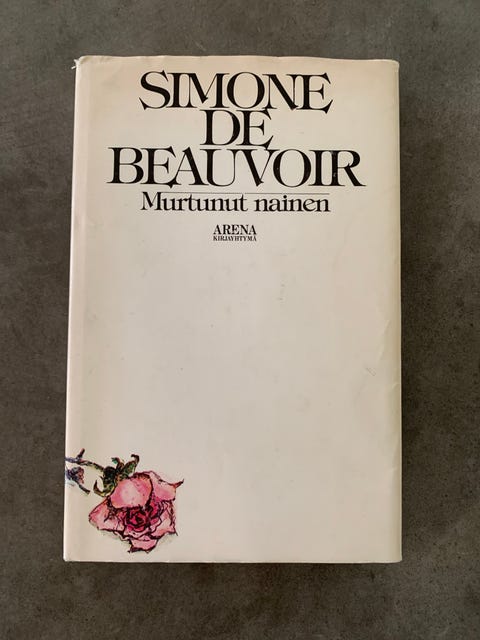 SIMONE
DE
BEAUVOIR
Murtunut nainen
ARENA
KIRJAYHTYMÄ